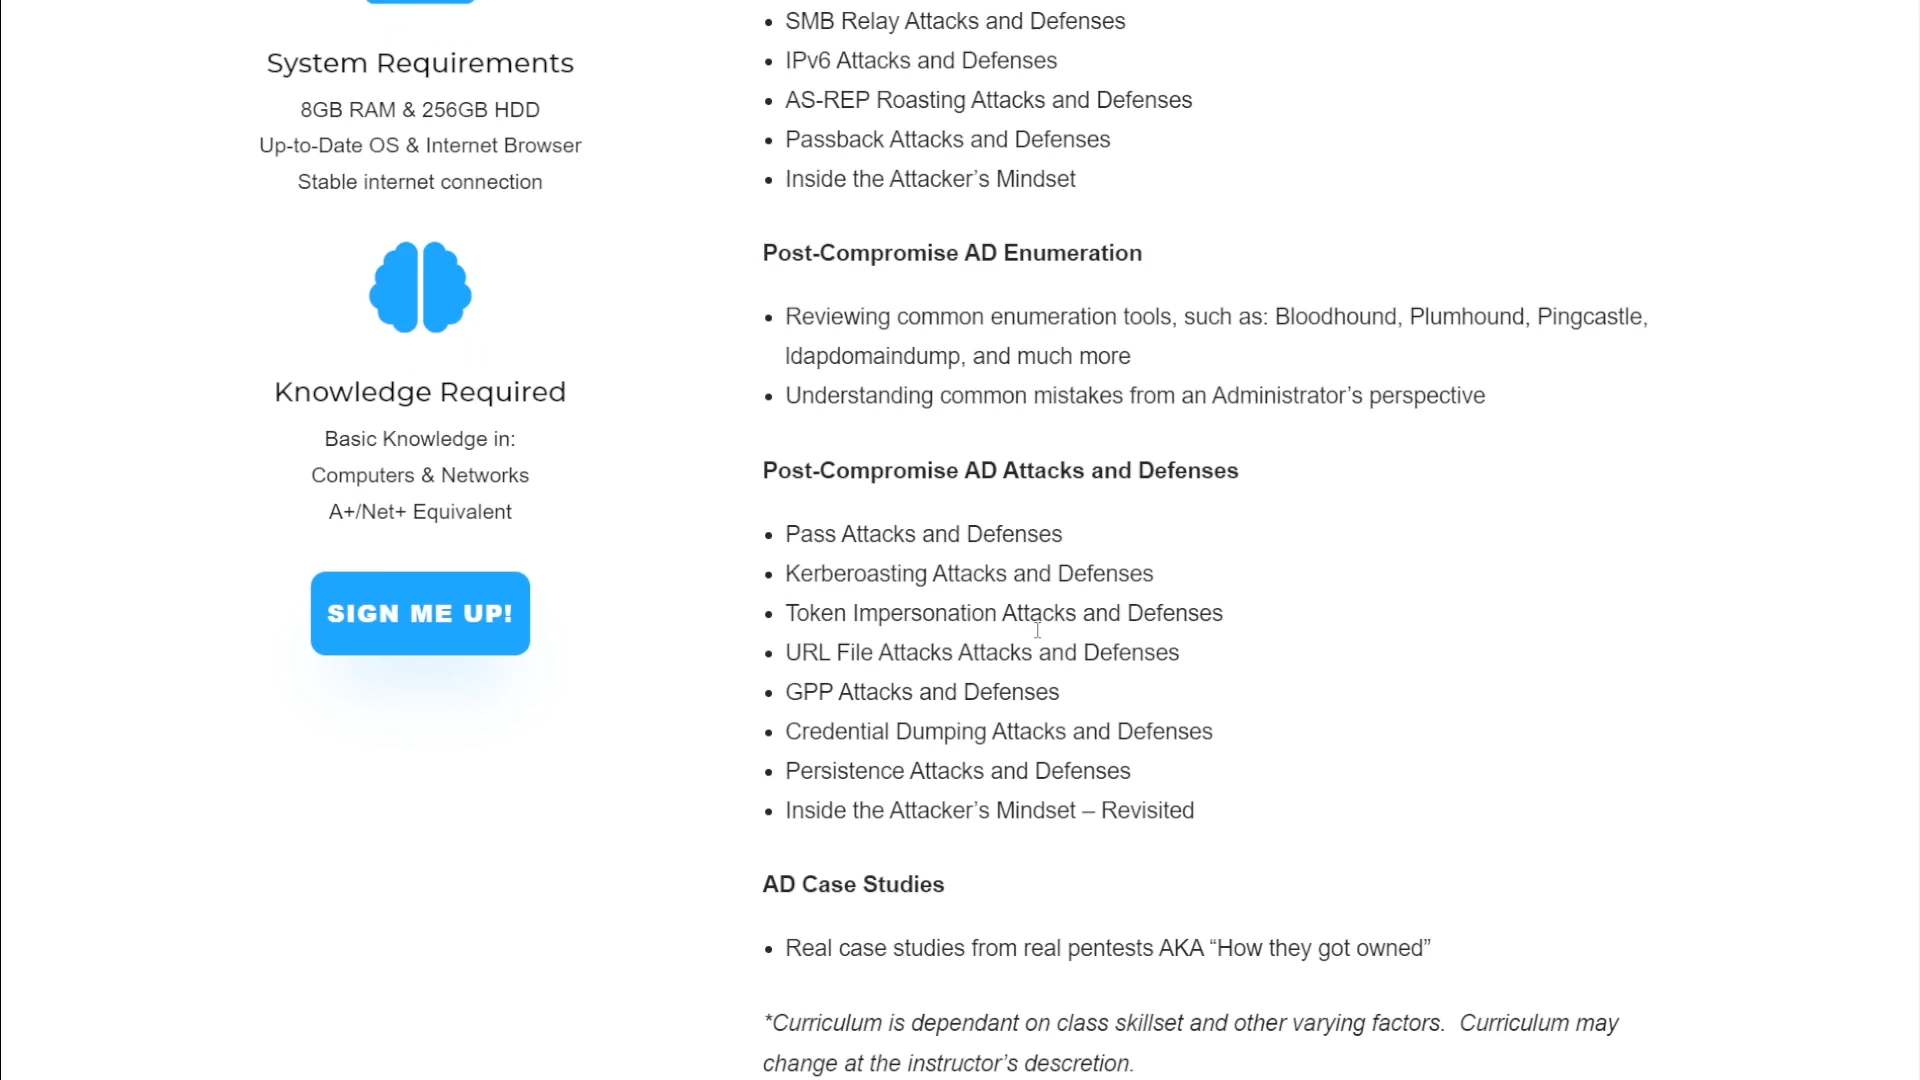 System Requirements
8GB RAM & 256GB HDD
Up-to-Date OS & Internet Browser
Stable internet connection
Knowledge Required
Basic Knowledge in:
Computers & Networks
A+/Net+ Equivalent
SIGN ME UP!
• SMB Relay Attacks and Defenses
• IPv6 Attacks and Defenses
• AS-REP Roasting Attacks and Defenses
• Passback Attacks and Defenses
• Inside the Attacker’s Mindset
Post-Compromise AD Enumeration
• Reviewing common enumeration tools, such as: Bloodhound, Plumhound, Pingcastle,
ldapdomaindump, and much more
• Understanding common mistakes from an Administrator’s perspective
Post-Compromise AD Attacks and Defenses
• Pass Attacks and Defenses
• Kerberoasting Attacks and Defenses
• Token Impersonation Attacks and Defenses
• URL File Attacks Attacks and Defenses
• GPP Attacks and Defenses
• Credential Dumping Attacks and Defenses
• Persistence Attacks and Defenses
• Inside the Attacker’s Mindset – Revisited
AD Case Studies
• Real case studies from real pentests AKA “How they got owned”
*Curriculum is dependant on class skillset and other varying factors.  Curriculum may
change at the instructor’s descretion.